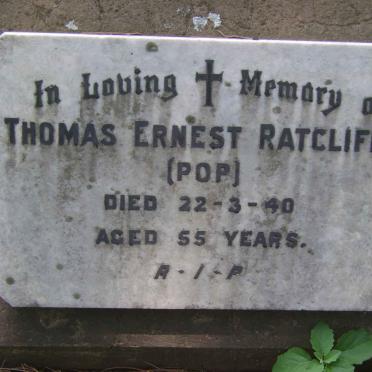 In Loving Memory o
THOMAS ERNEST RATCLIF
(POP)
DIED 22-3-40
AGED 55 YEARS.
R-I-P